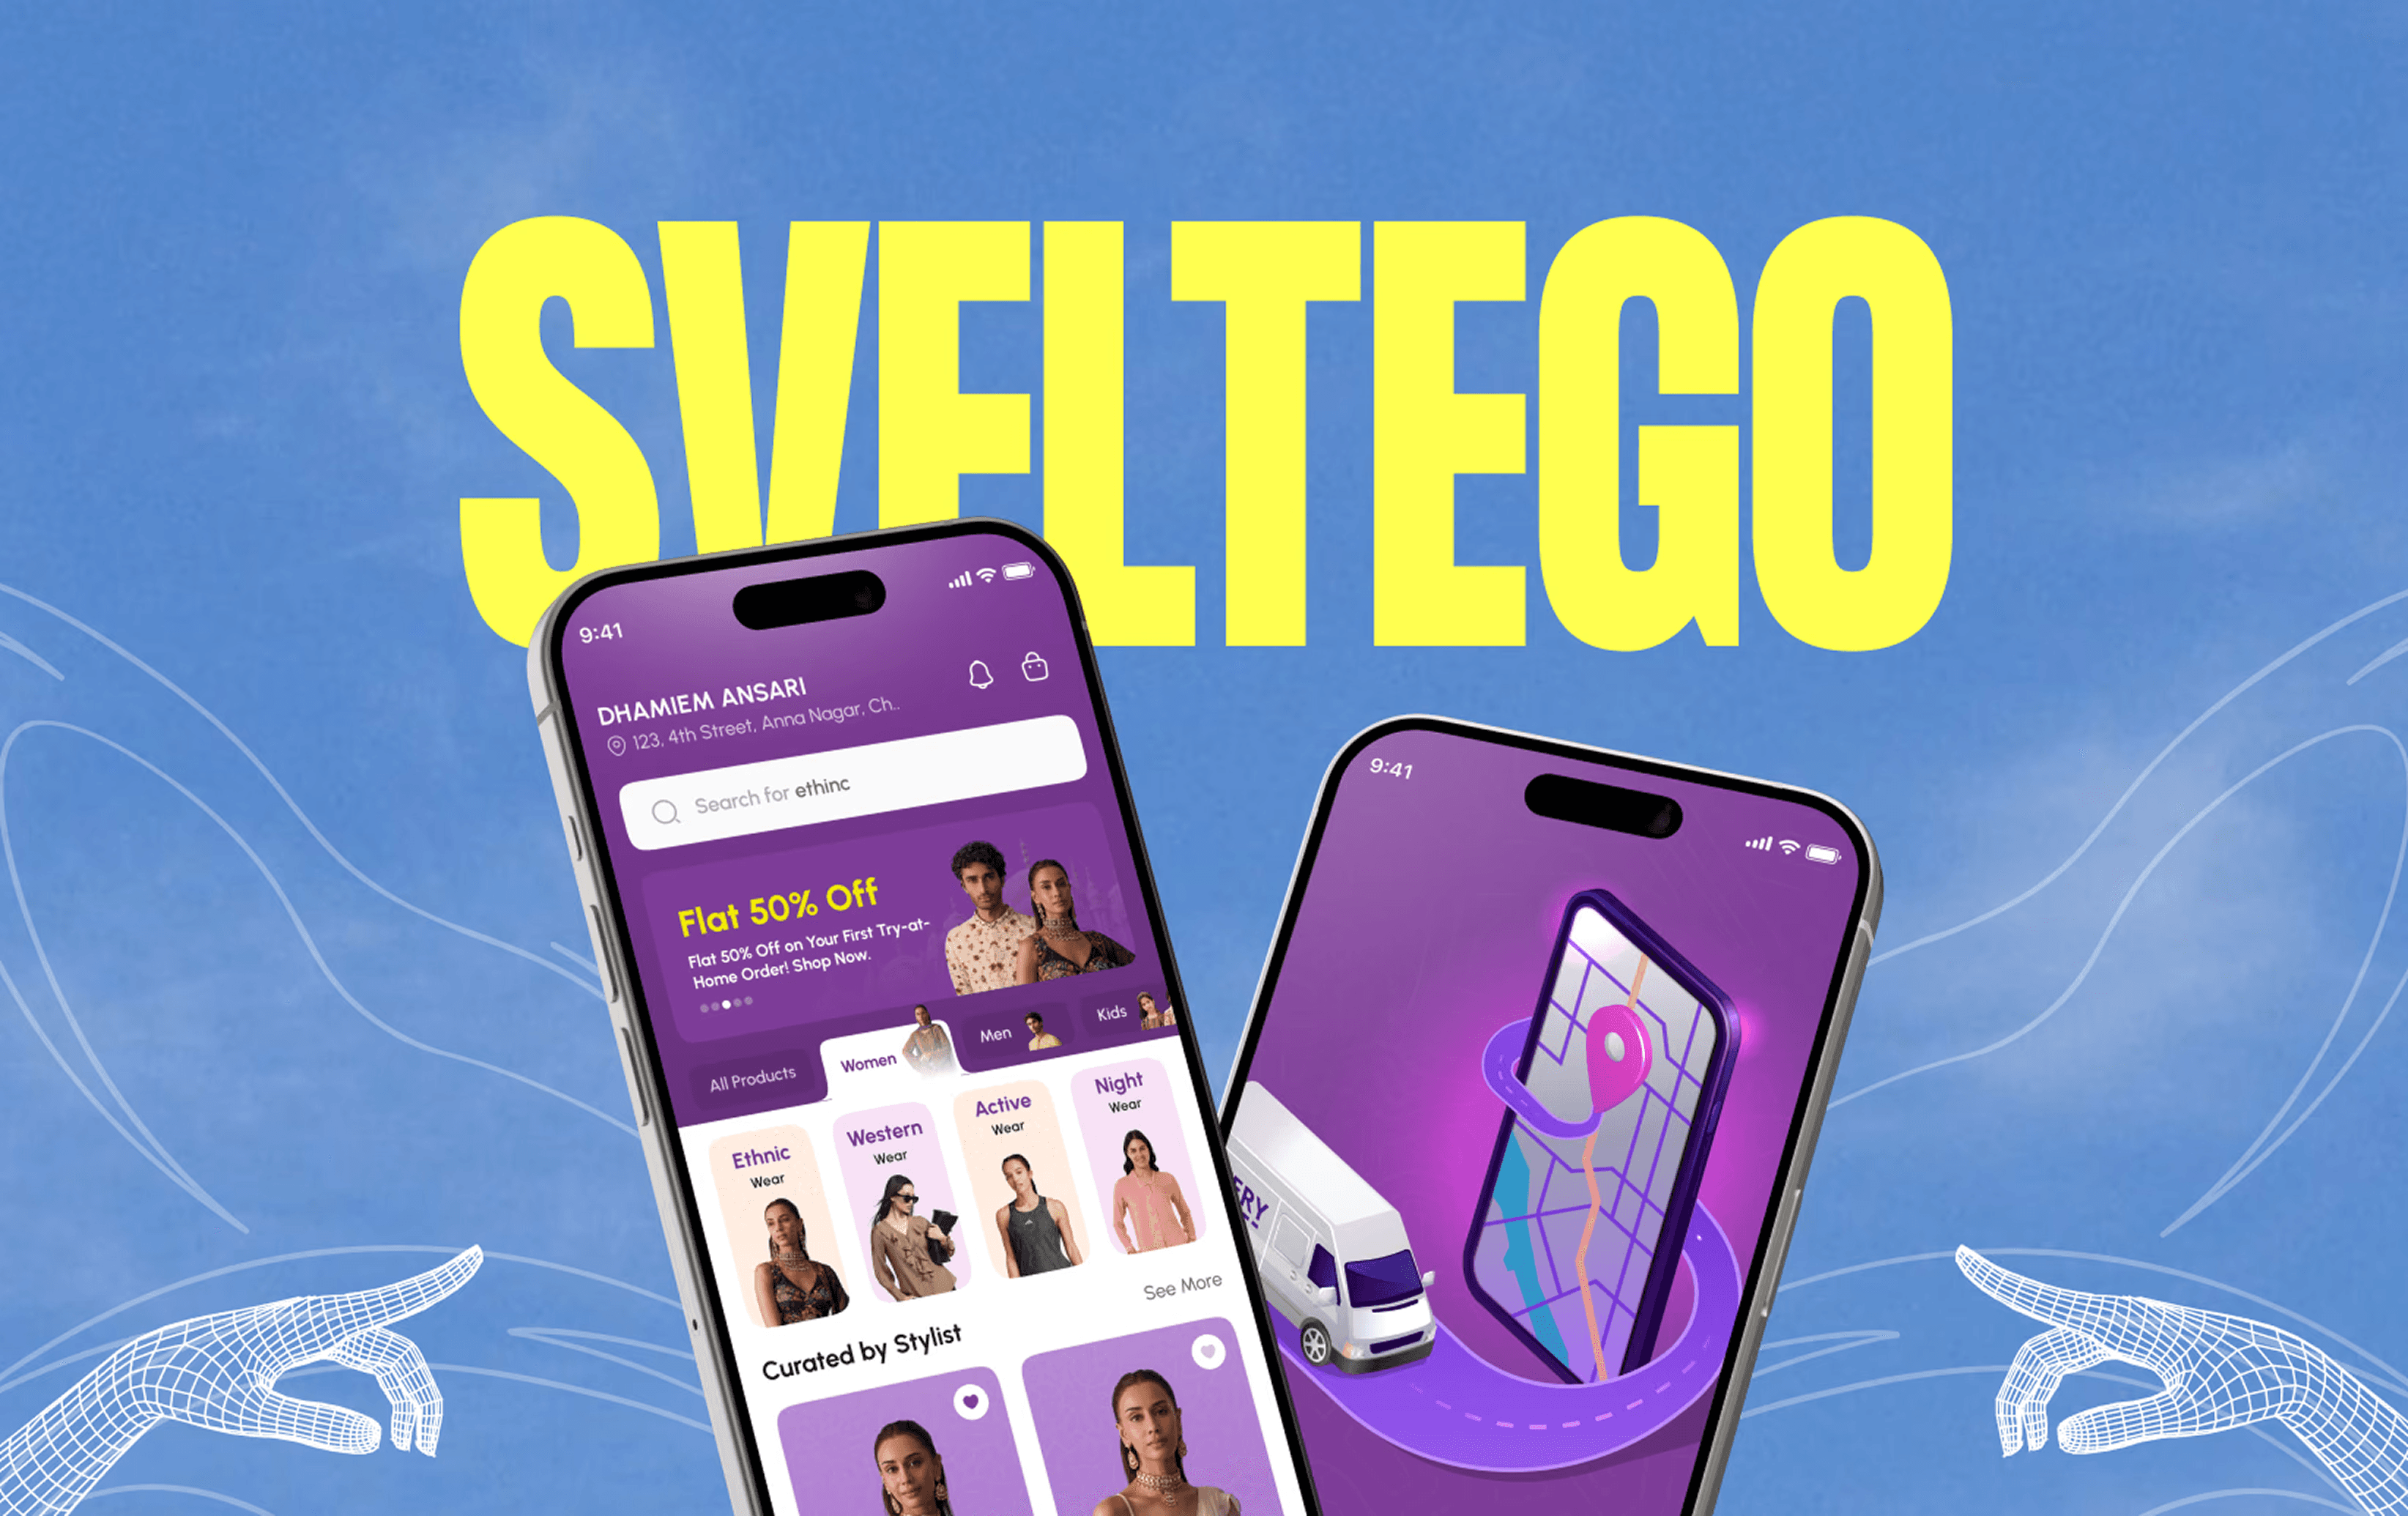 SVELTEGO
9:41
DHAMIEM ANSARI
123, 4th Street, Anna Nagar, Ch..
Search for ethinc
Flat 50% Off
Flat 50% Off on Your First Try-at-
Home Order! Shop Now.
All Products
Women
Men
Kids
Ethnic
Wear
Western
Wear
Active
Wear
Night
Wear
See More
Curated by Stylist
9:41
ERY